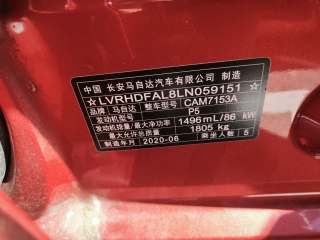 中国 长安马自达汽车有限公司 制造
☆LVRHDFAL8LN059151☆
品牌 马自达 整车型号 CAM7153A
发动机型号 P5
发动机排量/最大净功率 1496mL/86 kW
最大允许总质量 1805 kg
制造年月 2020-06 乘坐人数 5